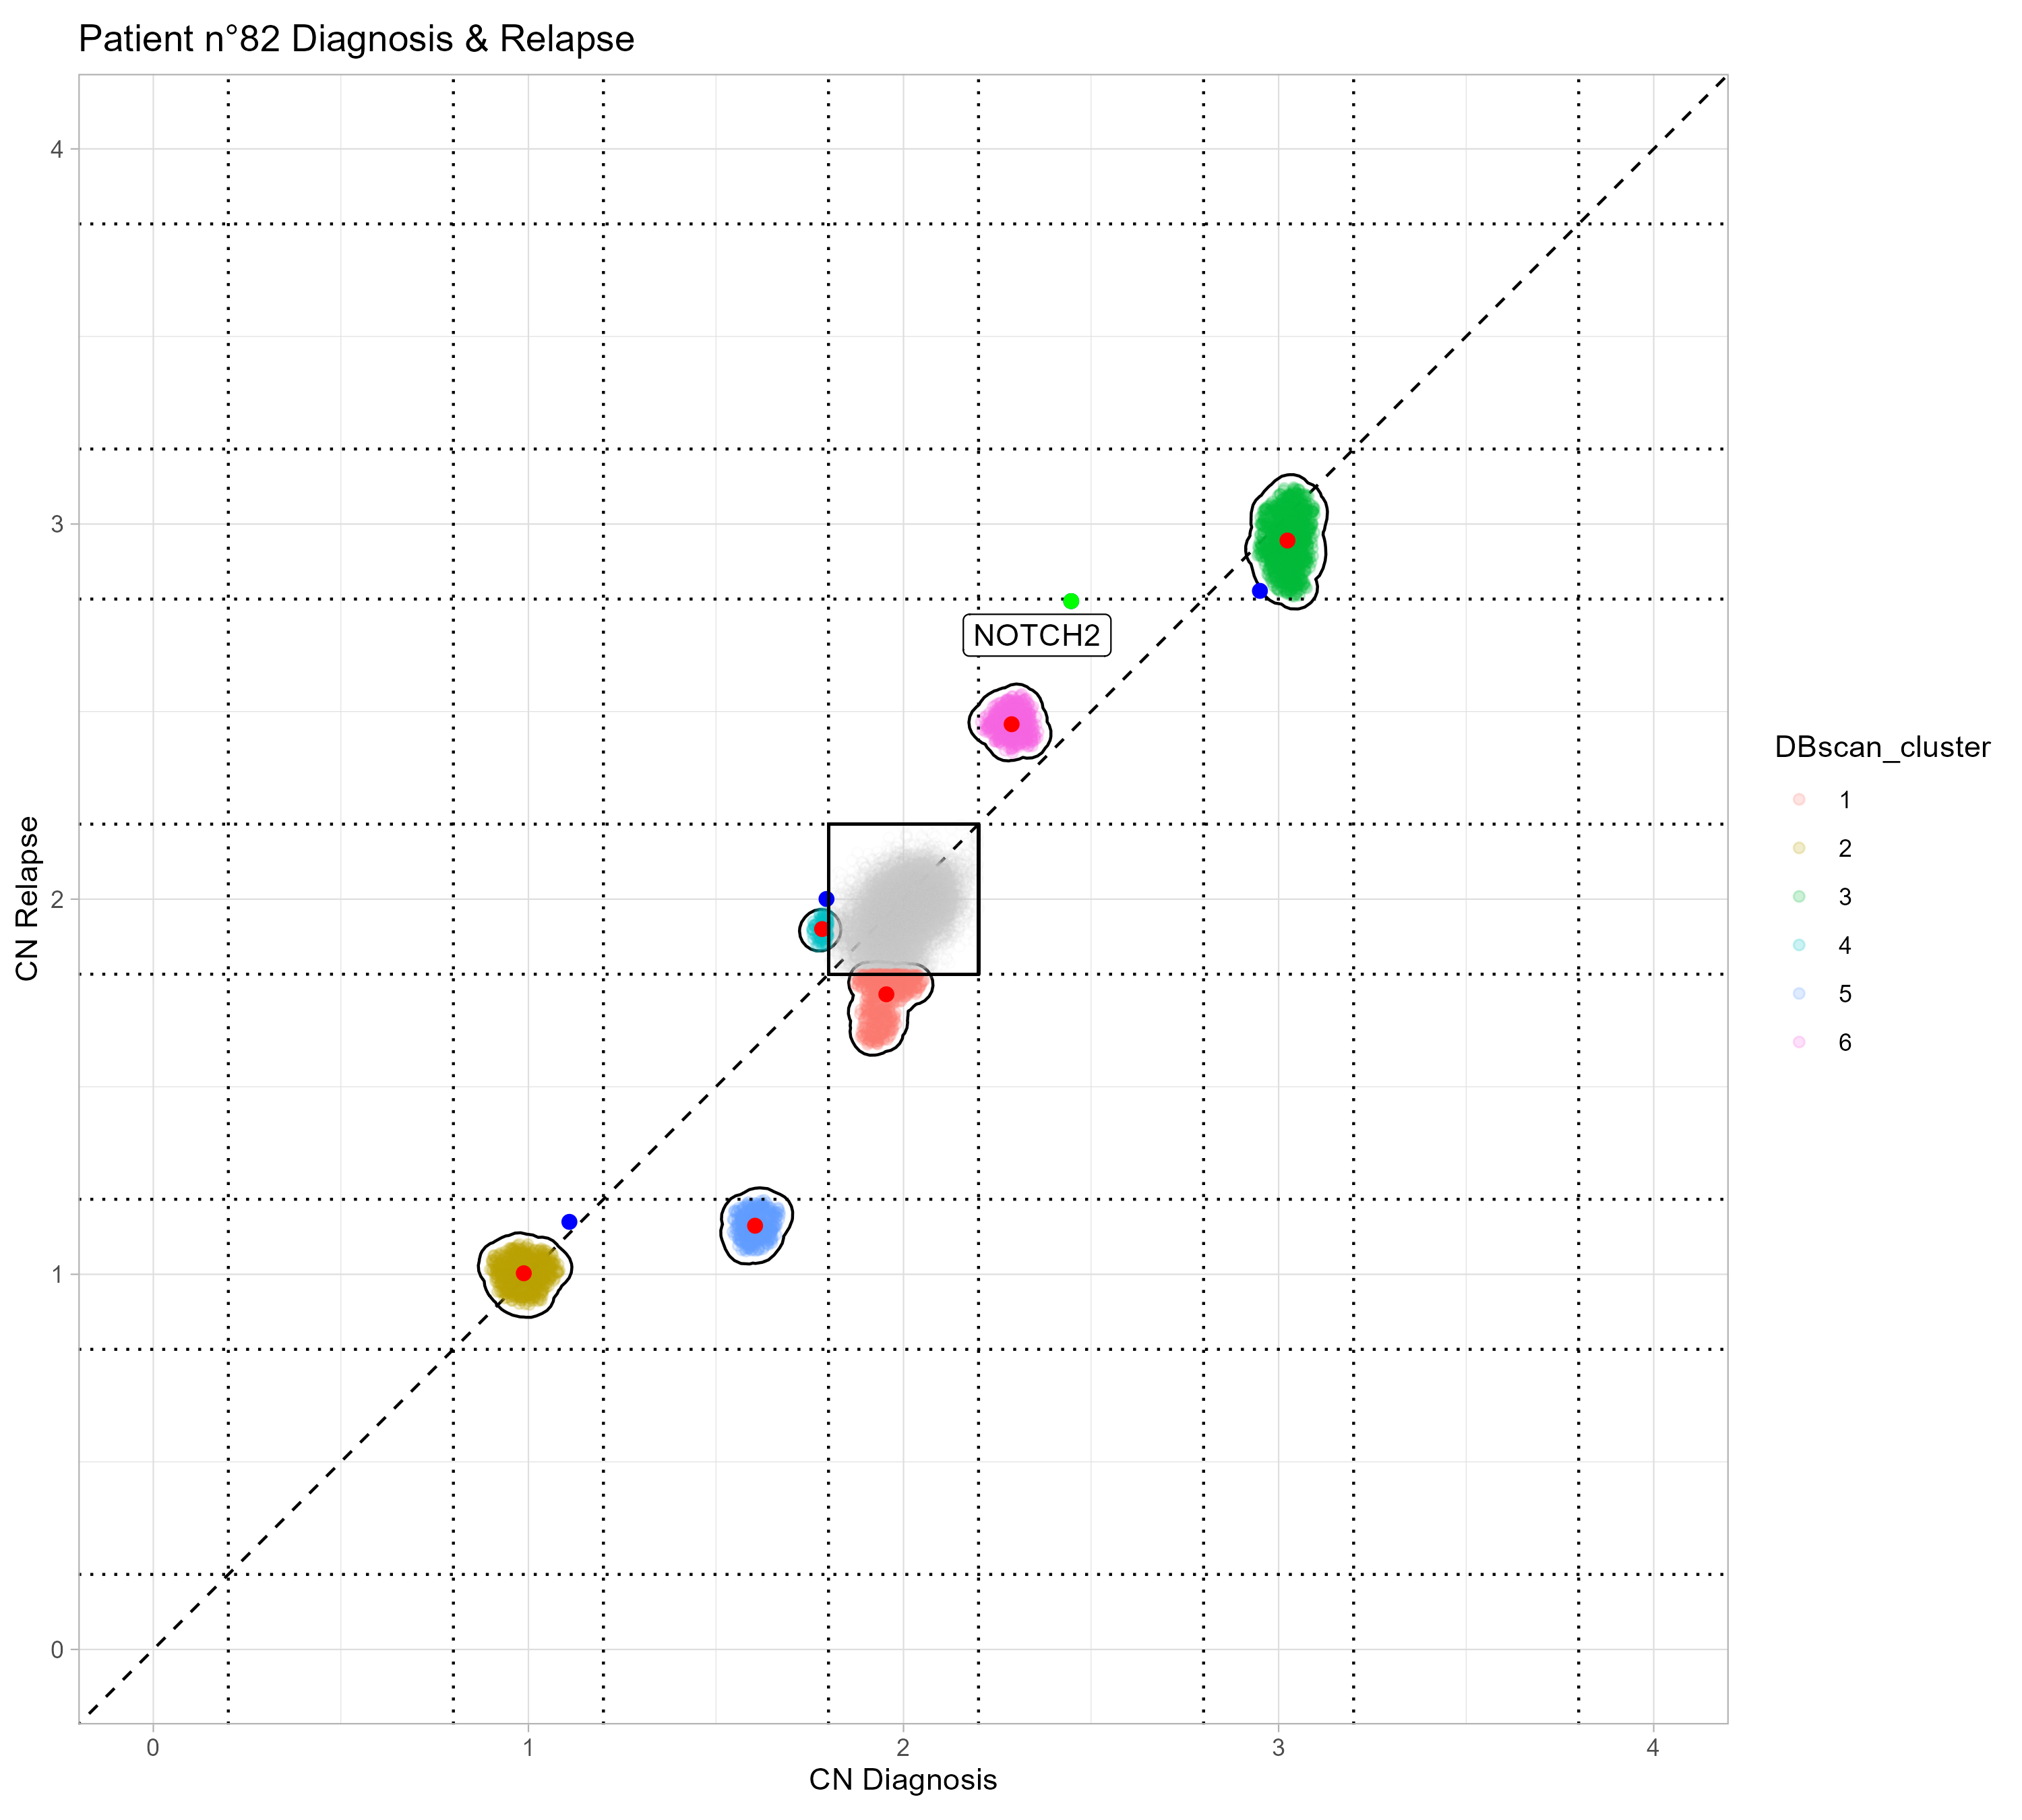 Patient n°82 Diagnosis & Relapse
CN Relapse
4
3
2
1
0
NOTCH2
0 1 2 3 4
CN Diagnosis
DBscan_cluster
1
2
3
4
5
6